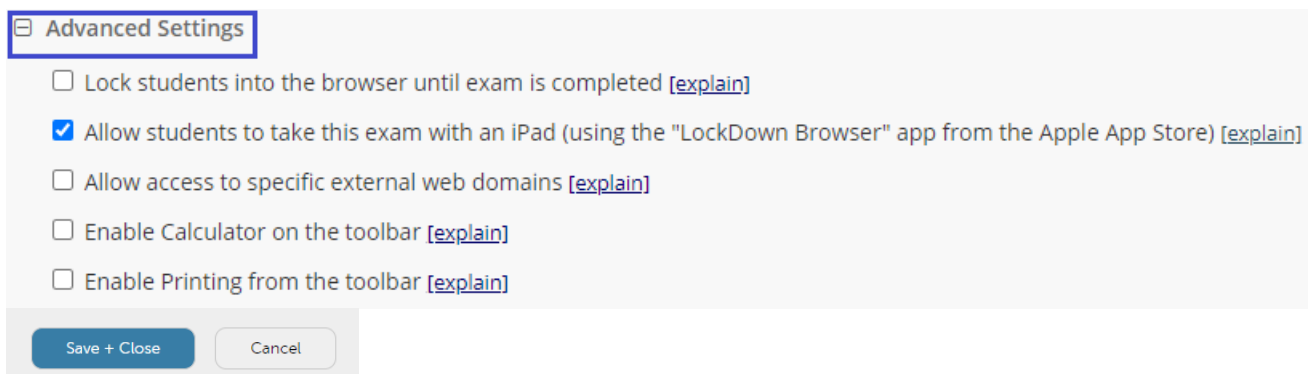 Advanced Settings
Lock students into the browser until exam is completed [explain]
Allow students to take this exam with an iPad (using the "LockDown Browser" app from the Apple App Store) [explain]
Allow access to specific external web domains [explain]
Enable Calculator on the toolbar [explain]
Enable Printing from the toolbar [explain]
Save + Close Cancel